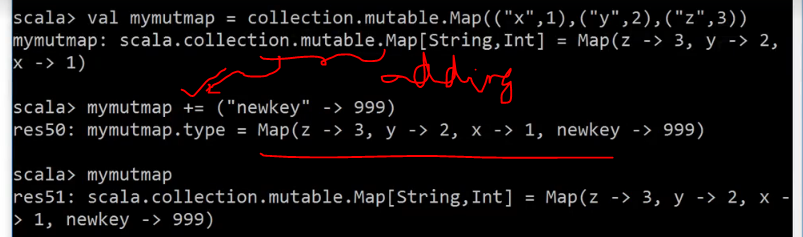 scala> val mymutmap = collection.mutable.Map(("x",1),("y",2),("z",3))
mymutmap: scala.collection.mutable.Map[String,Int] = Map(z -> 3, y -> 2,
x -> 1)
adding
scala> mymutmap += ("newkey" -> 999)
res50: mymutmap.type = Map(z -> 3, y -> 2, x -> 1, newkey -> 999)
scala> mymutmap
res51: scala.collection.mutable.Map[String,Int] = Map(z -> 3, y -> 2, x -
> 1, newkey -> 999)